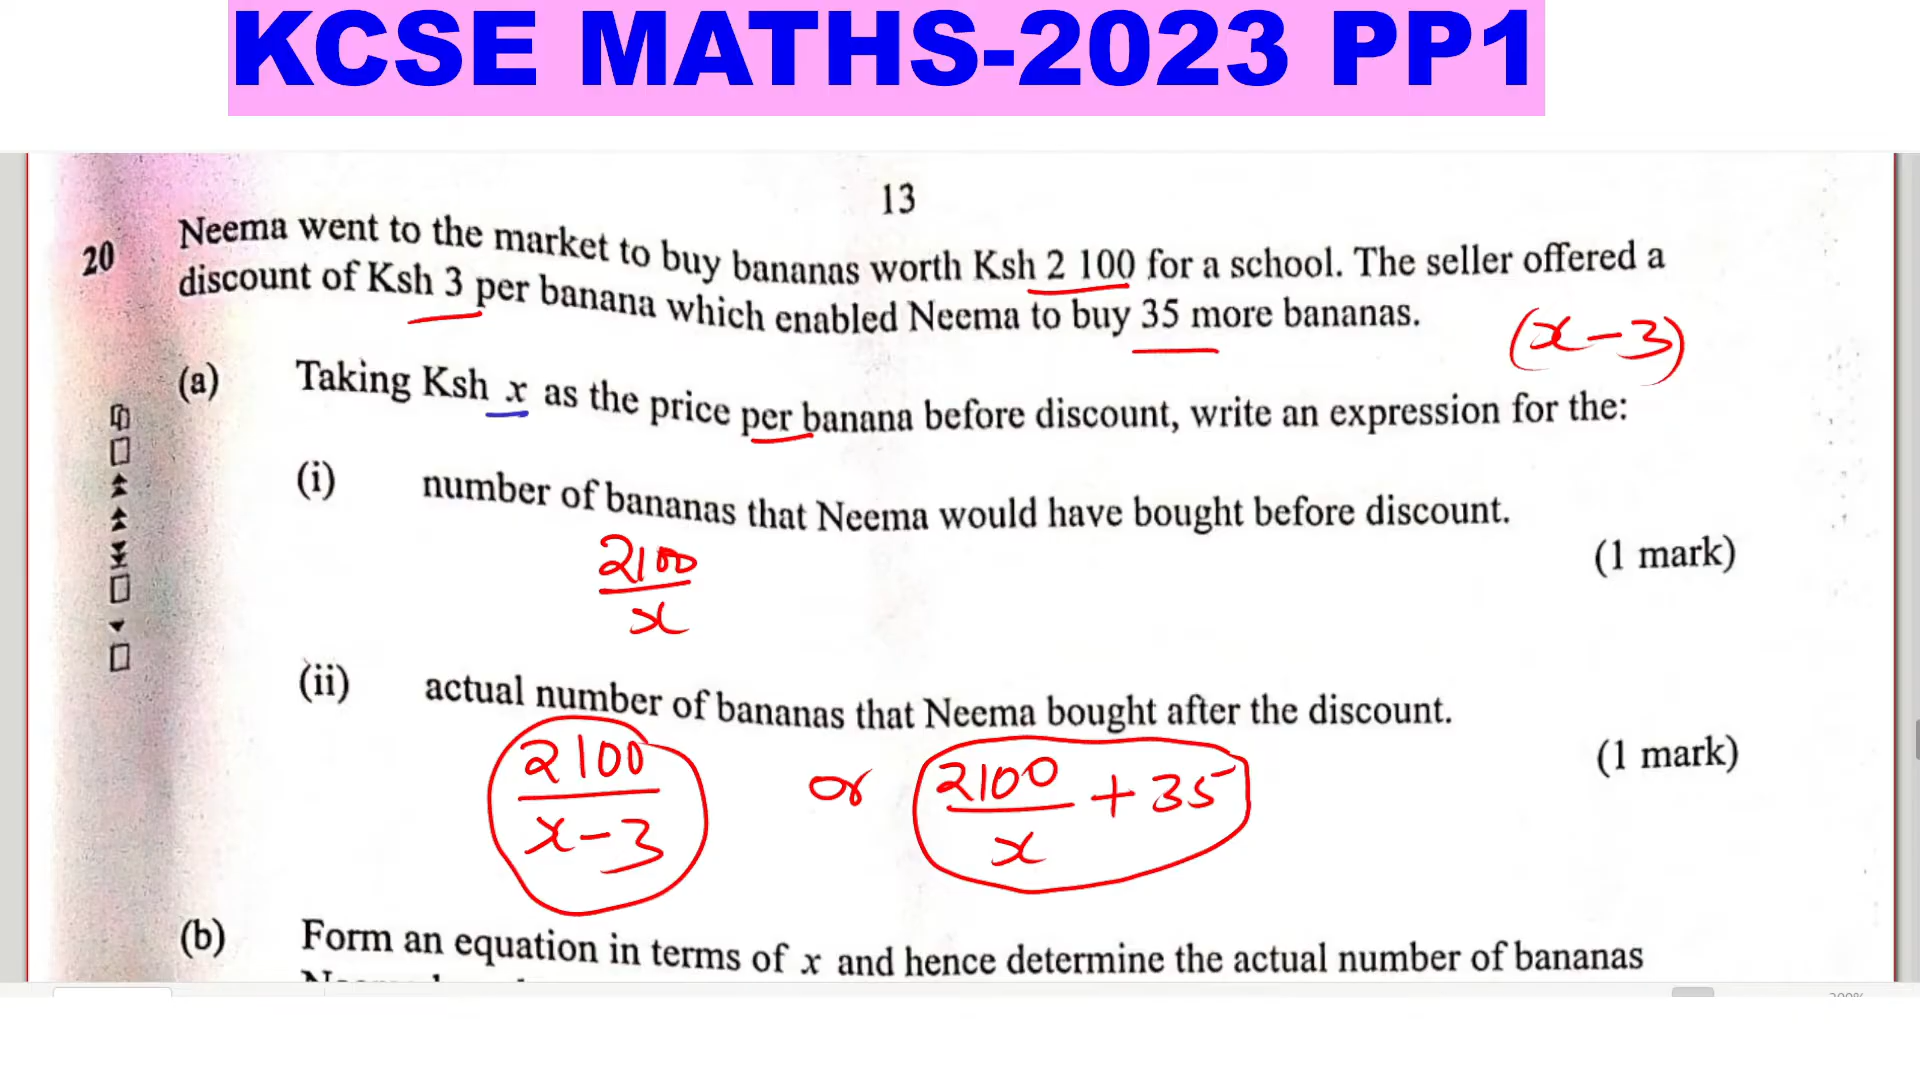 KCSE MATHS-2023 PP1
13
20 Neema went to the market to buy bananas worth Ksh 2 100 for a school. The seller offered a
discount of Ksh 3 per banana which enabled Neema to buy 35 more bananas.
(x-3)
(a) Taking Ksh x as the price per banana before discount, write an expression for the:
(i) number of bananas that Neema would have bought before discount.
(1 mark)
2100
x
(ii) actual number of bananas that Neema bought after the discount.
(1 mark)
2100 or 2100 + 35
x-3 x
(b) Form an equation in terms of x and hence determine the actual number of bananas